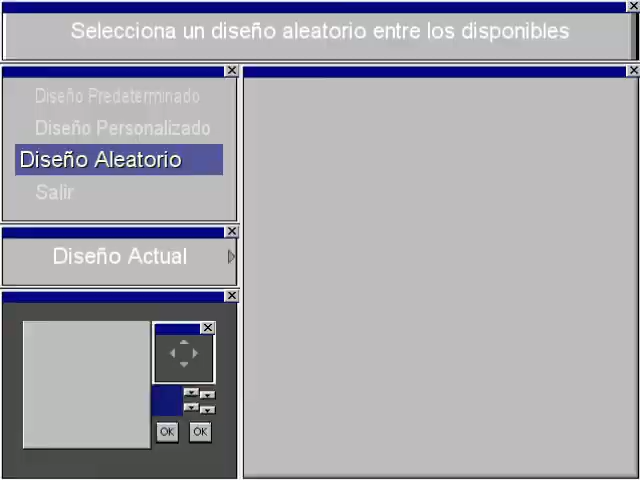 Selecciona un diseño aleatorio entre los disponibles
Diseño Predeterminado
Diseño Personalizado
Diseño Aleatorio
Salir
Diseño Actual
OK OK